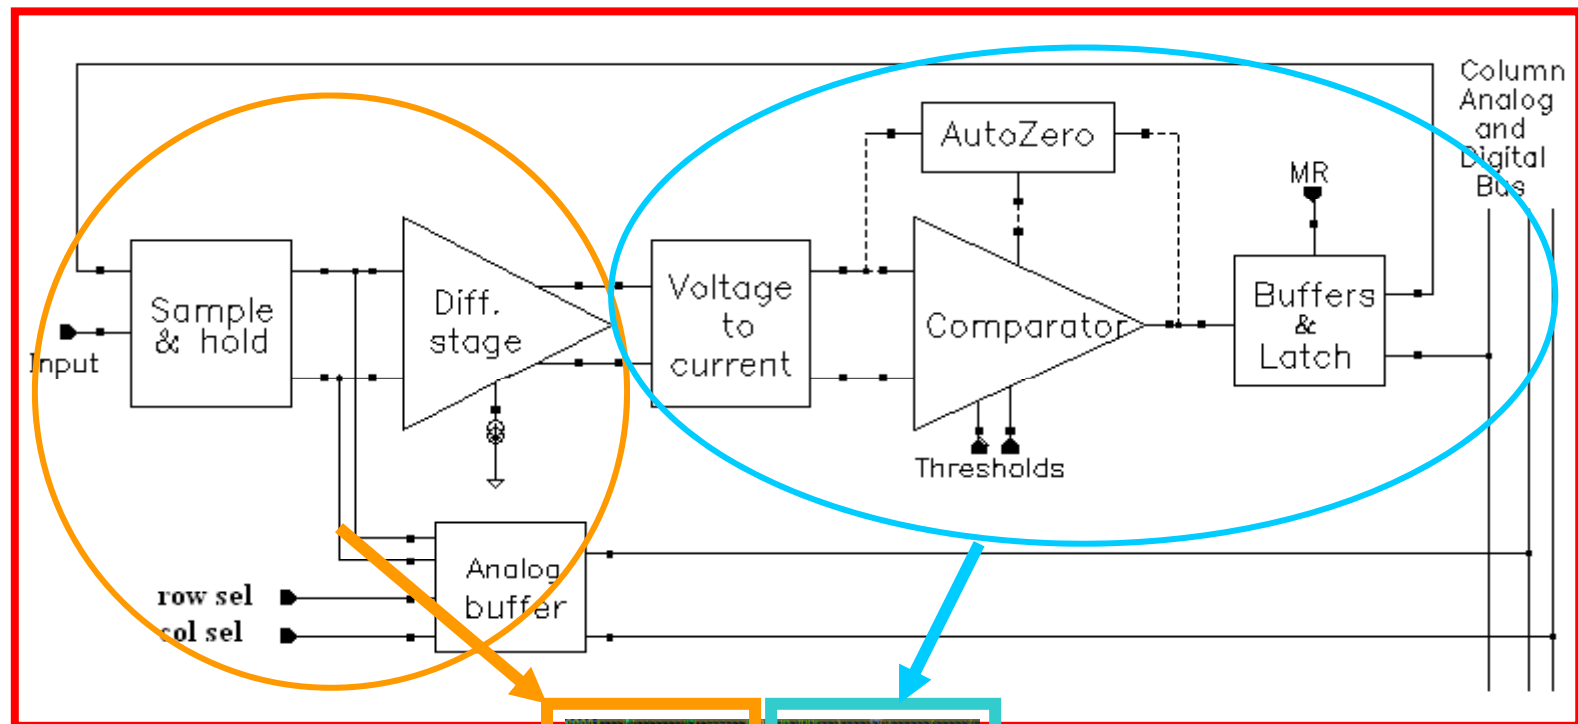 Column
Analog
and
Digital
Bus
AutoZero
MR
Sample
& hold
Input
Diff.
stage
Voltage
to
current
Comparator
Buffers
&
Latch
Thresholds
Analog
buffer
row sel
col sel